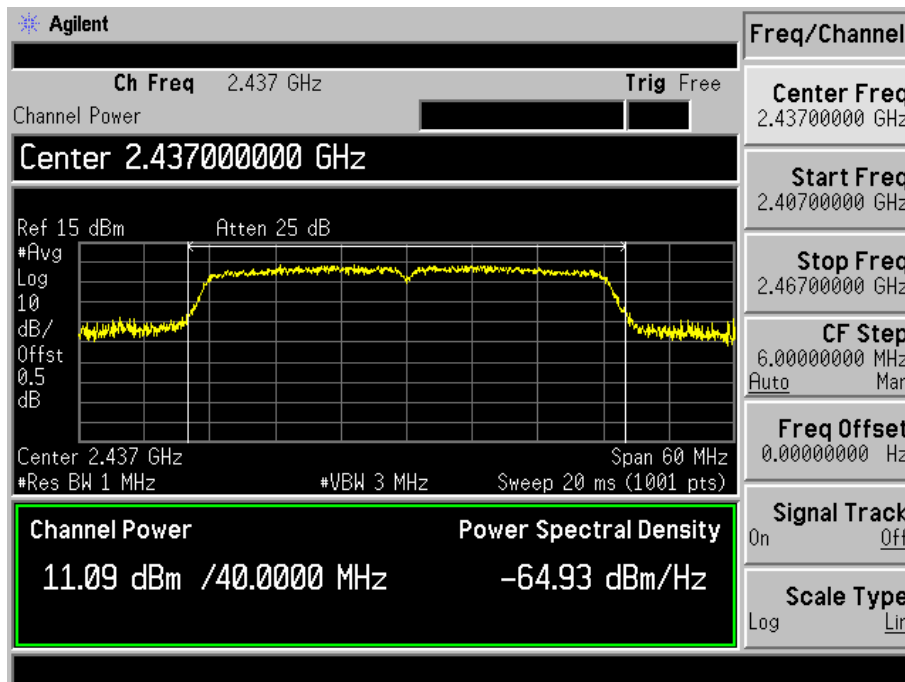 Agilent
Freq/Channel
Ch Freq 2.437 GHz Trig Free
Channel Power
Center 2.437000000 GHz
Ref 15 dBm Atten 25 dB
#Avg
Log
10
dB/
Offst
0.5
dB
Center 2.437 GHz Span 60 MHz
#Res BW 1 MHz #VBW 3 MHz Sweep 20 ms (1001 pts)
Channel Power Power Spectral Density
11.09 dBm /40.0000 MHz -64.93 dBm/Hz
Center Freq
2.43700000 GHz
Start Freq
2.40700000 GHz
Stop Freq
2.46700000 GHz
CF Step
6.00000000 MHz
Auto Man
Freq Offset
0.00000000 Hz
Signal Track
On Off
Scale Type
Log Lin